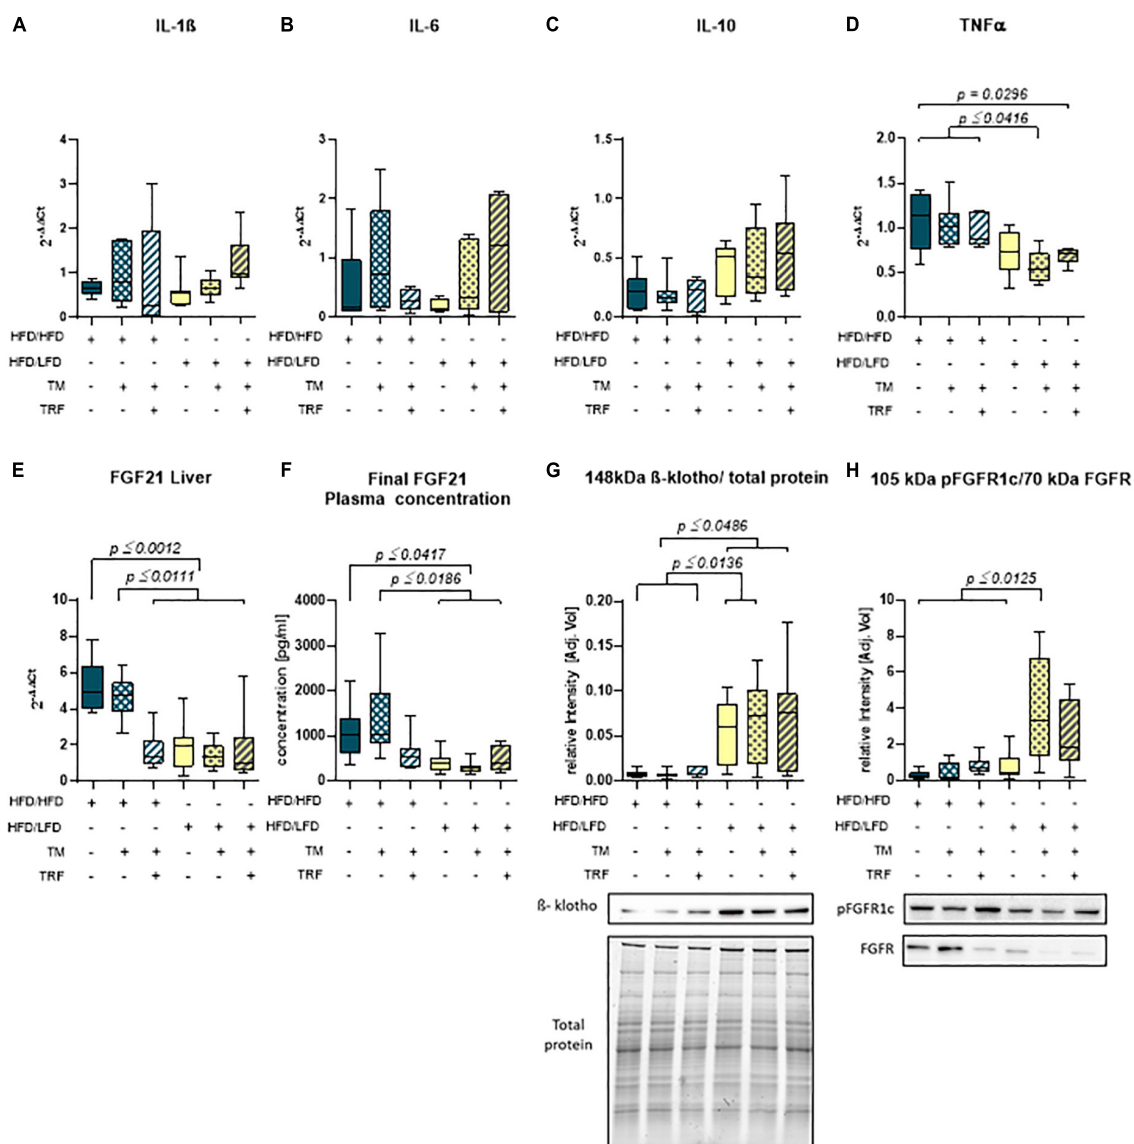 A IL-1ß B IL-6 C IL-10 D TNFα
p = 0.0296
p ≤ 0.0416
4 3 1.5 2.0
3 1.5
2 1.0
2 1.0
1 0.5
1 0.5
0 0 0.0 0.0
2^-ΔΔCt 2^-ΔΔCt 2^-ΔΔCt 2^-ΔΔCt
HFD/HFD + + + - - - HFD/HFD + + + - - - HFD/HFD + + + - - - HFD/HFD + + + - - -
HFD/LFD - - - + + + HFD/LFD - - - + + + HFD/LFD - - - + + + HFD/LFD - - - + + +
TM - + + - + + TM - + + - + + TM - + + - + + TM - + + - + +
TRF - - + - - + TRF - - + - - + TRF - - + - - + TRF - - + - - +
E FGF21 Liver F Final FGF21 G 148kDa ß-klotho/ total protein H 105 kDa pFGFR1c/70 kDa FGFR
Plasma concentration
p ≤ 0.0486
p ≤ 0.0012 p ≤ 0.0417
p ≤ 0.0136
p ≤ 0.0111 p ≤ 0.0186 p ≤ 0.0125
10 4000 0.20 10
8 3000 0.15 8
6 6
2000 0.10
4 4
1000 0.05
2 2
0 0 0.00 0
2^-ΔΔCt concentration [pg/ml] relative Intensity [Adj. Vol] relative Intensity [Adj. Vol]
HFD/HFD + + + - - - HFD/HFD + + + - - - HFD/HFD + + + - - - HFD/HFD + + + - - -
HFD/LFD - - - + + + HFD/LFD - - - + + + HFD/LFD - - - + + + HFD/LFD - - - + + +
TM - + + - + + TM - + + - + + TM - + + - + + TM - + + - + +
TRF - - + - - + TRF - - + - - + TRF - - + - - + TRF - - + - - +
ß- klotho pFGFR1c
FGFR
Total
protein